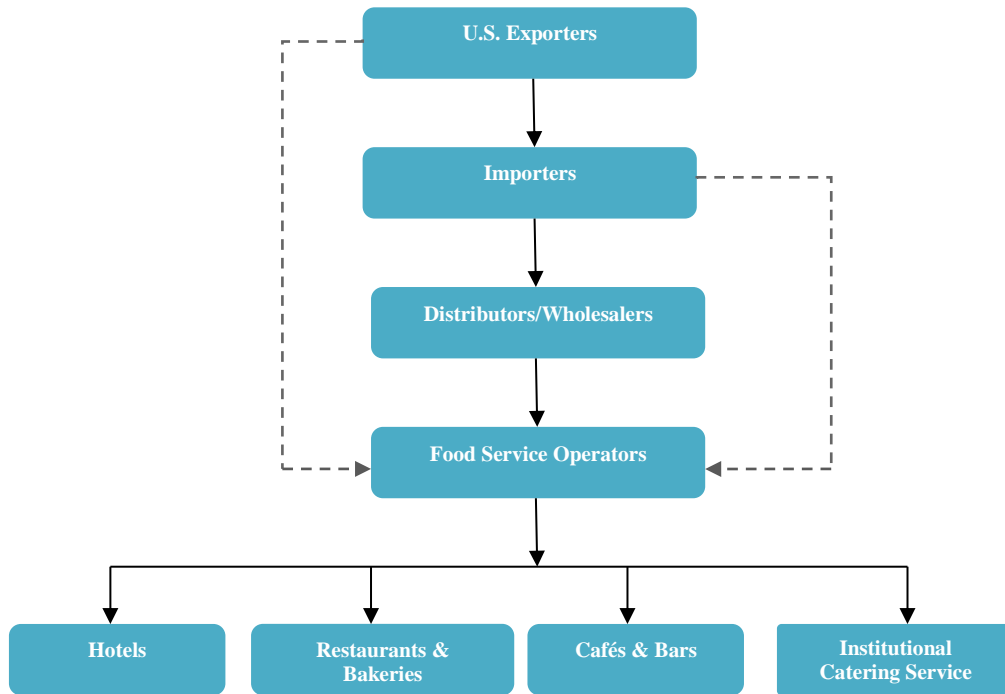 U.S. Exporters
Importers
Distributors/Wholesalers
Food Service Operators
Hotels
Restaurants &
Bakeries
Cafés & Bars
Institutional
Catering Service